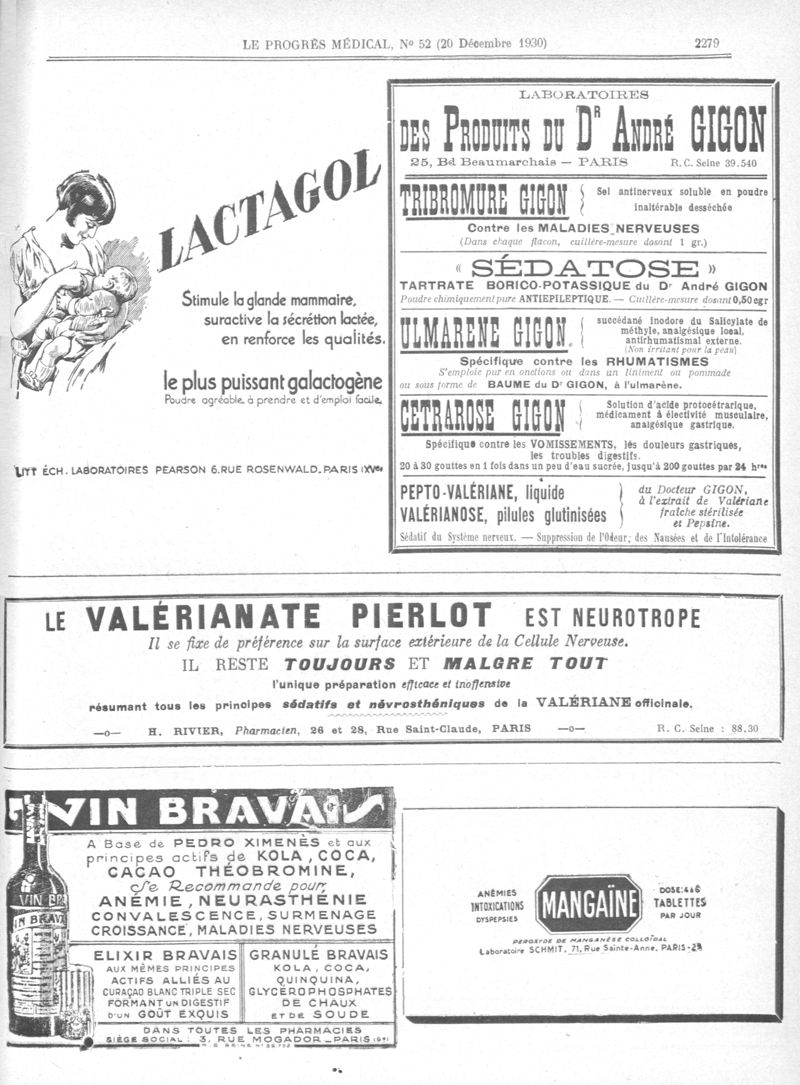 LE PROGRÈS MÉDICAL, No 52 (20 Décembre 1930) 2279
LACTAGOL
Stimule la glande mammaire,
suractive la sécrétion lactée,
en renforce les qualités.
le plus puissant galactogène
Poudre agréable à prendre et d'emploi facile.
LITT ÉCH. LABORATOIRES PEARSON 6, RUE ROSENWALD_PARIS (XVme)
LABORATOIRES
DES PRODUITS DU DR ANDRÉ GIGON
25, Bd Beaumarchais — PARIS R. C. Seine 39.540
TRIBROMURE GIGON
Sel antinerveux soluble en poudre
inaltérable desséchée
Contre les MALADIES NERVEUSES
(Dans chaque flacon, cuillère-mesure dosant 1 gr.)
« SÉDATOSE »
TARTRATE BORICO-POTASSIQUE du Dr André GIGON
Poudre chimiquement pure ANTIEPILEPTIQUE. — Cuillère-mesure dosant 0,50 egr
ULMARÈNE GIGON
succédané inodore du Salicylate de
méthyle, analgésique local,
antirhumatismal externe.
(Non irritant pour la peau)
Spécifique contre les RHUMATISMES
S'emploie pur en onctions ou dans un liniment ou pommade
ou sous forme de BAUME du Dr GIGON, à l'ulmarène.
CETRAROSE GIGON
Solution d'acide protocétrarique,
médicament à électivité musculaire,
analgésique gastrique.
Spécifique contre les VOMISSEMENTS, les douleurs gastriques,
les troubles digestifs.
20 à 30 gouttes en 1 fois dans un peu d'eau sucrée, jusqu'à 200 gouttes par 24 hres
PEPTO-VALÉRIANE, liquide
VALÉRIANOSE, pilules glutinisées
du Docteur GIGON,
à l'extrait de Valériane
fraîche stérilisée
et Pepsine.
Sédatif du Système nerveux. — Suppression de l'Odeur; des Nausées et de l'Intolérance
LE VALÉRIANATE PIERLOT EST NEUROTROPE
Il se fixe de préférence sur la surface extérieure de la Cellule Nerveuse.
IL RESTE TOUJOURS ET MALGRE TOUT
l'unique préparation efficace et inoffensive
résumant tous les principes sédatifs et névrosthéniques de la VALÉRIANE officinale.
—o— H. RIVIER, Pharmacien, 26 et 28, Rue Saint-Claude, PARIS —o— R. C. Seine : 88.30
VIN BRAVAIS
A Base de PEDRO XIMENÈS et aux
principes actifs de KOLA, COCA,
CACAO THÉOBROMINE,
Se Recommande pour
ANÉMIE, NEURASTHÉNIE
CONVALESCENCE, SURMENAGE
CROISSANCE, MALADIES NERVEUSES
VIN BR
VIN BRAVA
ELIXIR BRAVAIS
AUX MÊMES PRINCIPES
ACTIFS ALLIÉS AU
CURAÇAO BLANC TRIPLE SEC
FORMANT UN DIGESTIF
D'UN GOÛT EXQUIS
GRANULÉ BRAVAIS
KOLA, COCA,
QUINQUINA,
GLYCÉROPHOSPHATES
DE CHAUX
ET DE SOUDE
DANS TOUTES LES PHARMACIES
SIÈGE SOCIAL : 3, RUE MOGADOR_PARIS
ANÉMIES
INTOXICATIONS
DYSPEPSIES
MANGAÏNE
DOSE: 4 à 6
TABLETTES
PAR JOUR
PEROXYDE DE MANGANÈSE COLLOÏDAL
Laboratoire SCHMIT, 71, Rue Sainte-Anne, PARIS-2e